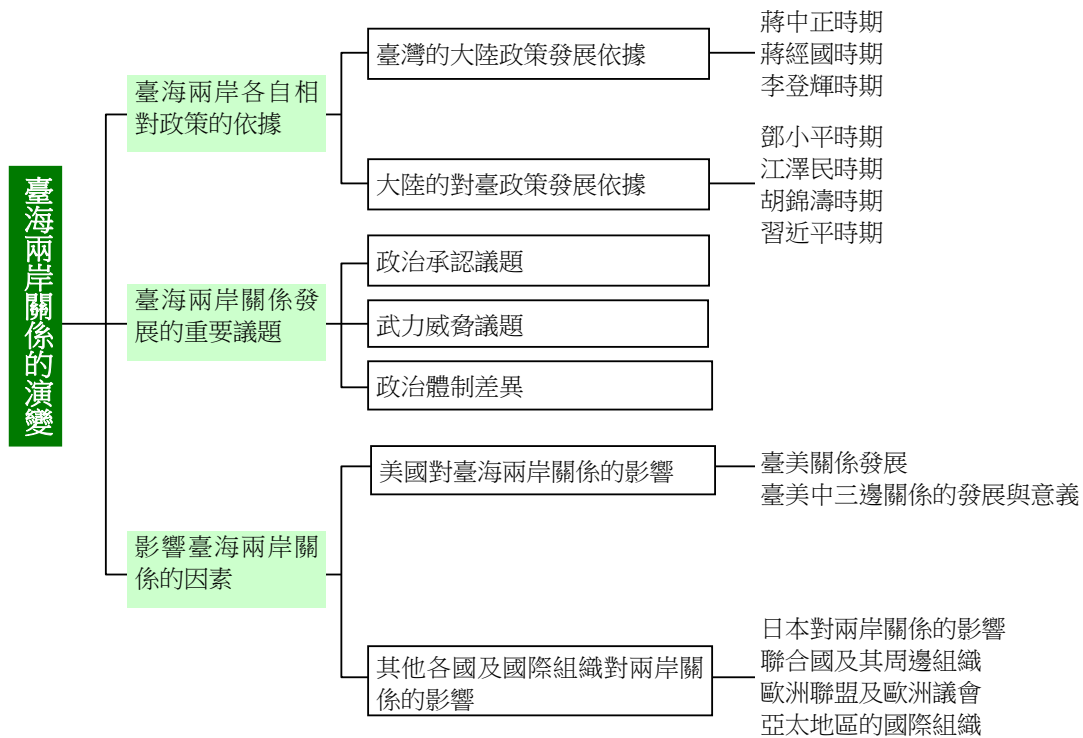 臺海兩岸關係的演變
臺海兩岸各自相
對政策的依據
臺灣的大陸政策發展依據
蔣中正時期
蔣經國時期
李登輝時期
大陸的對臺政策發展依據
鄧小平時期
江澤民時期
胡錦濤時期
習近平時期
臺海兩岸關係發
展的重要議題
政治承認議題
武力威脅議題
政治體制差異
影響臺海兩岸關
係的因素
美國對臺海兩岸關係的影響
臺美關係發展
臺美中三邊關係的發展與意義
其他各國及國際組織對兩岸關
係的影響
日本對兩岸關係的影響
聯合國及其周邊組織
歐洲聯盟及歐洲議會
亞太地區的國際組織